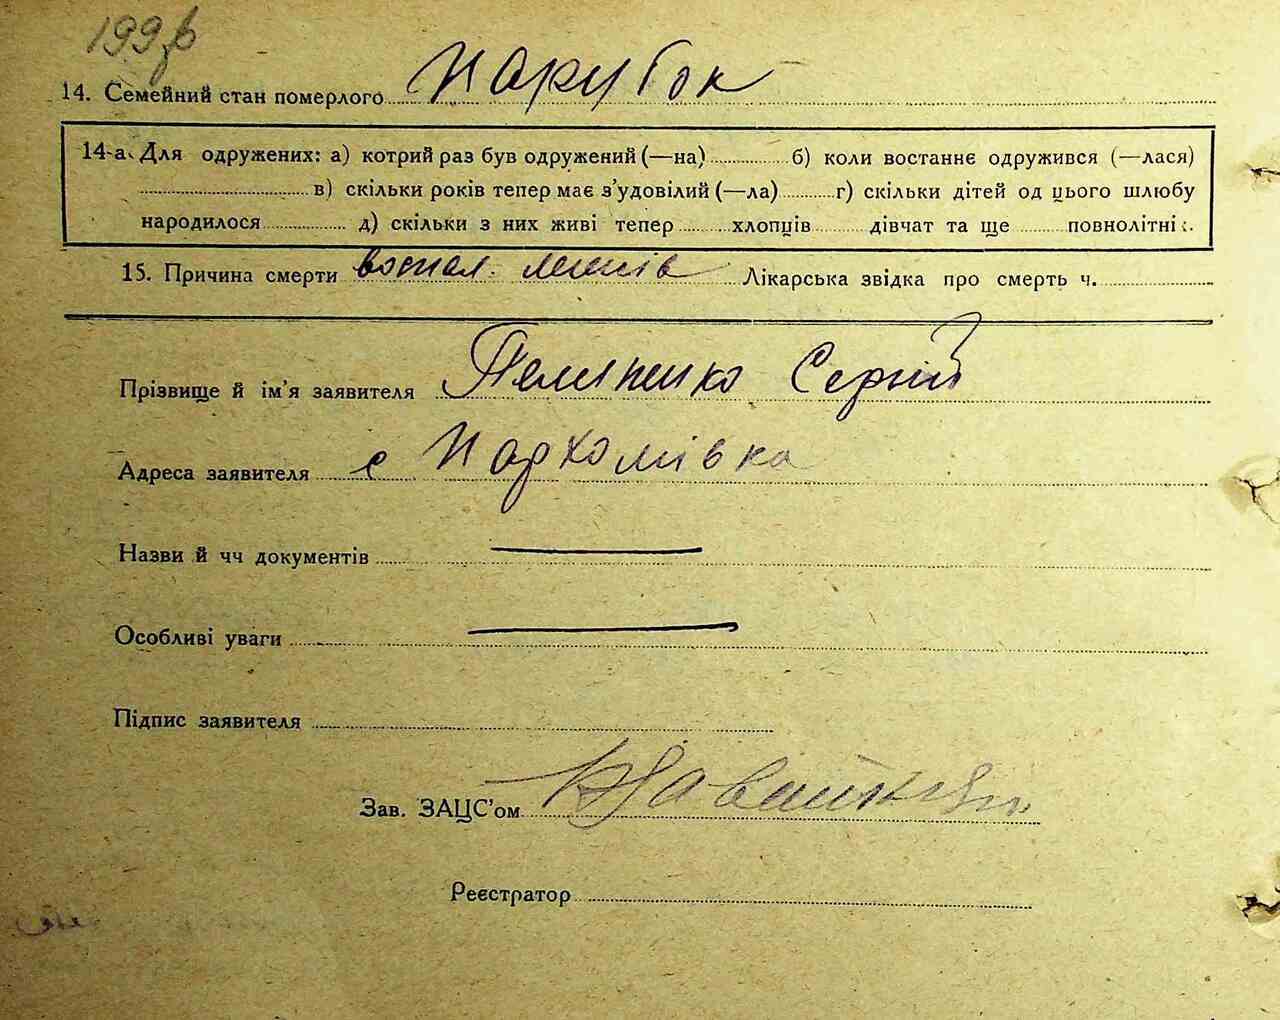 199
14. Семейний стан померлого Парубок
14-а. Для одружених: а) котрий раз був одружений (—на) б) коли востаннє одружився (—лася)
в) скільки років тепер має з’удовілий (—ла) г) скільки дітей од цього шлюбу
народилося д) скільки з них живі тепер хлопців дівчат та ще повнолітні
15. Причина смерти воспал. Лікарська звідка про смерть ч.
Прізвище й ім’я заявителя Сергій
Адреса заявителя с Пархомівка
Назви й чч документів
Особливі уваги
Підпис заявителя
Зав. ЗАЦС’ом
Реєстратор